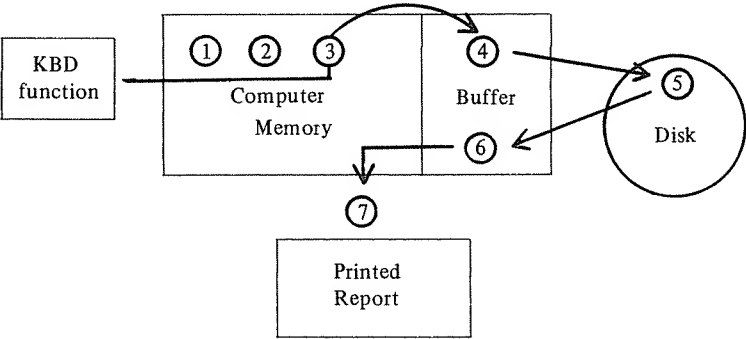 1 2 3 4
KBD
function
5
Computer
Memory
Buffer
Disk
6
7
Printed
Report